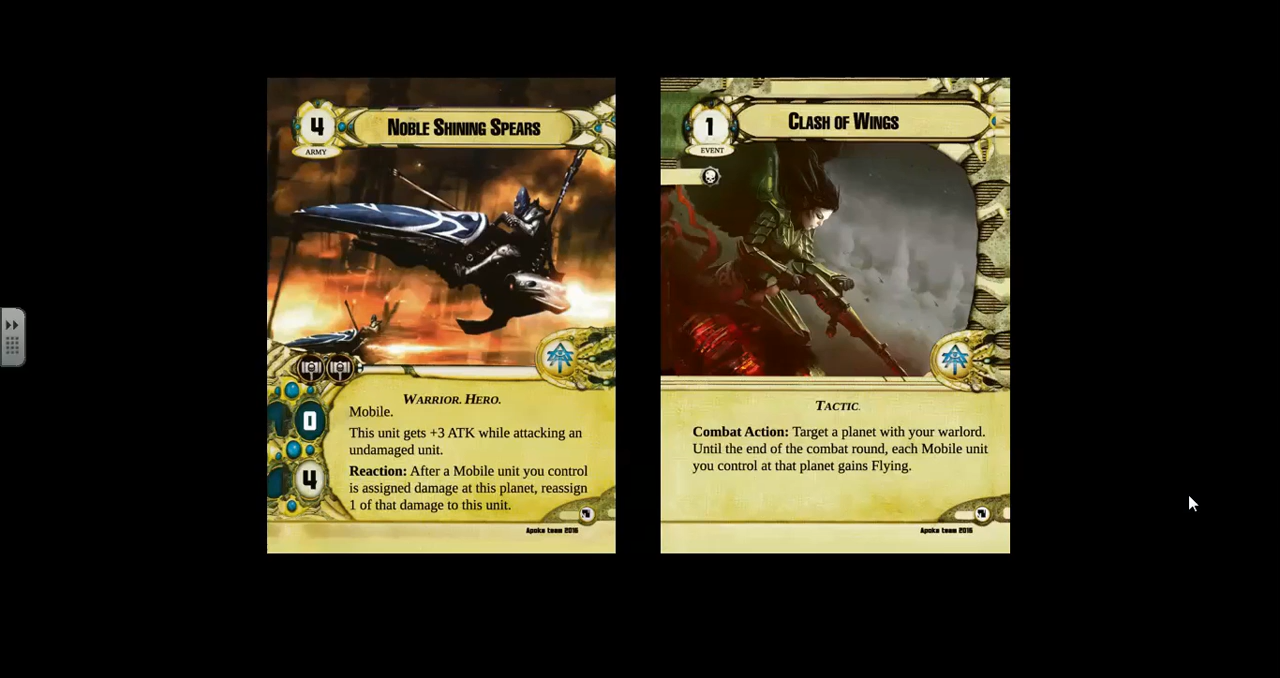 4
NOBLE SHINING SPEARS
ARMY
WARRIOR. HERO.
Mobile.
0
This unit gets +3 ATK while attacking an
undamaged unit.
Reaction: After a Mobile unit you control
4
is assigned damage at this planet, reassign
1 of that damage to this unit.
Apoka team 2016
1
CLASH OF WINGS
EVENT
TACTIC.
Combat Action: Target a planet with your warlord.
Until the end of the combat round, each Mobile unit
you control at that planet gains Flying.
Apoka team 2016